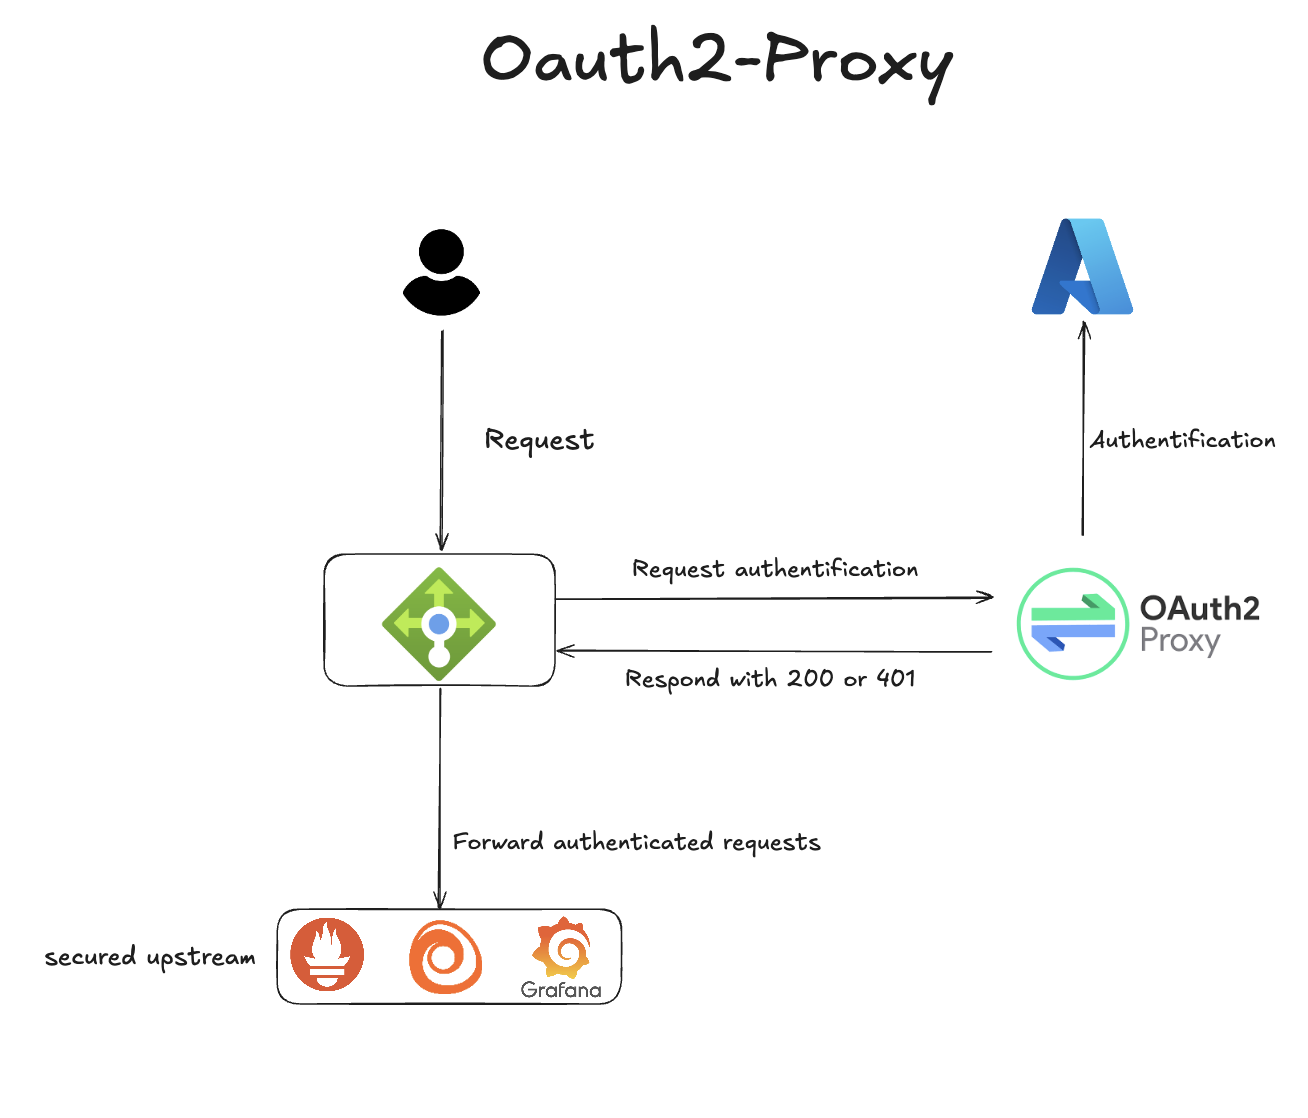 Oauth2-Proxy
Request
Authentification
Request authentification
OAuth2
Proxy
Respond with 200 or 401
Forward authenticated requests
secured upstream
Grafana